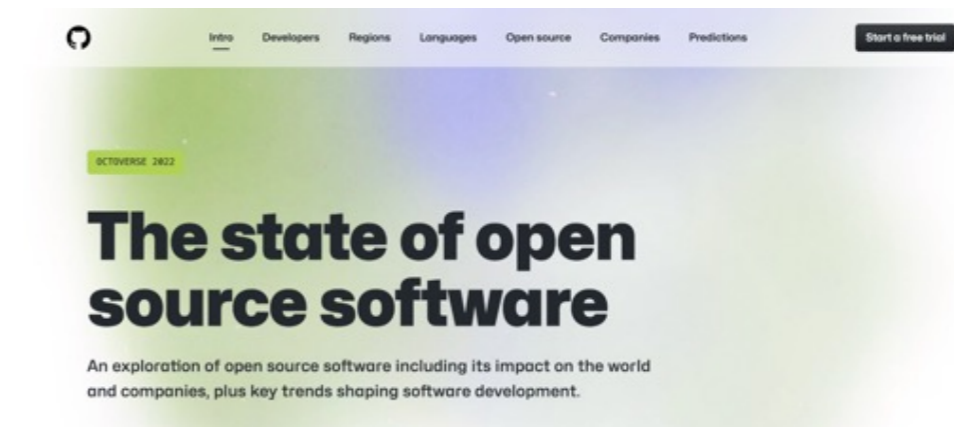 Intro Developers Regions Languages Open source Companies Predictions Start a free trial
OCTOVERSE 2022
The state of open
source software
An exploration of open source software including its impact on the world
and companies, plus key trends shaping software development.